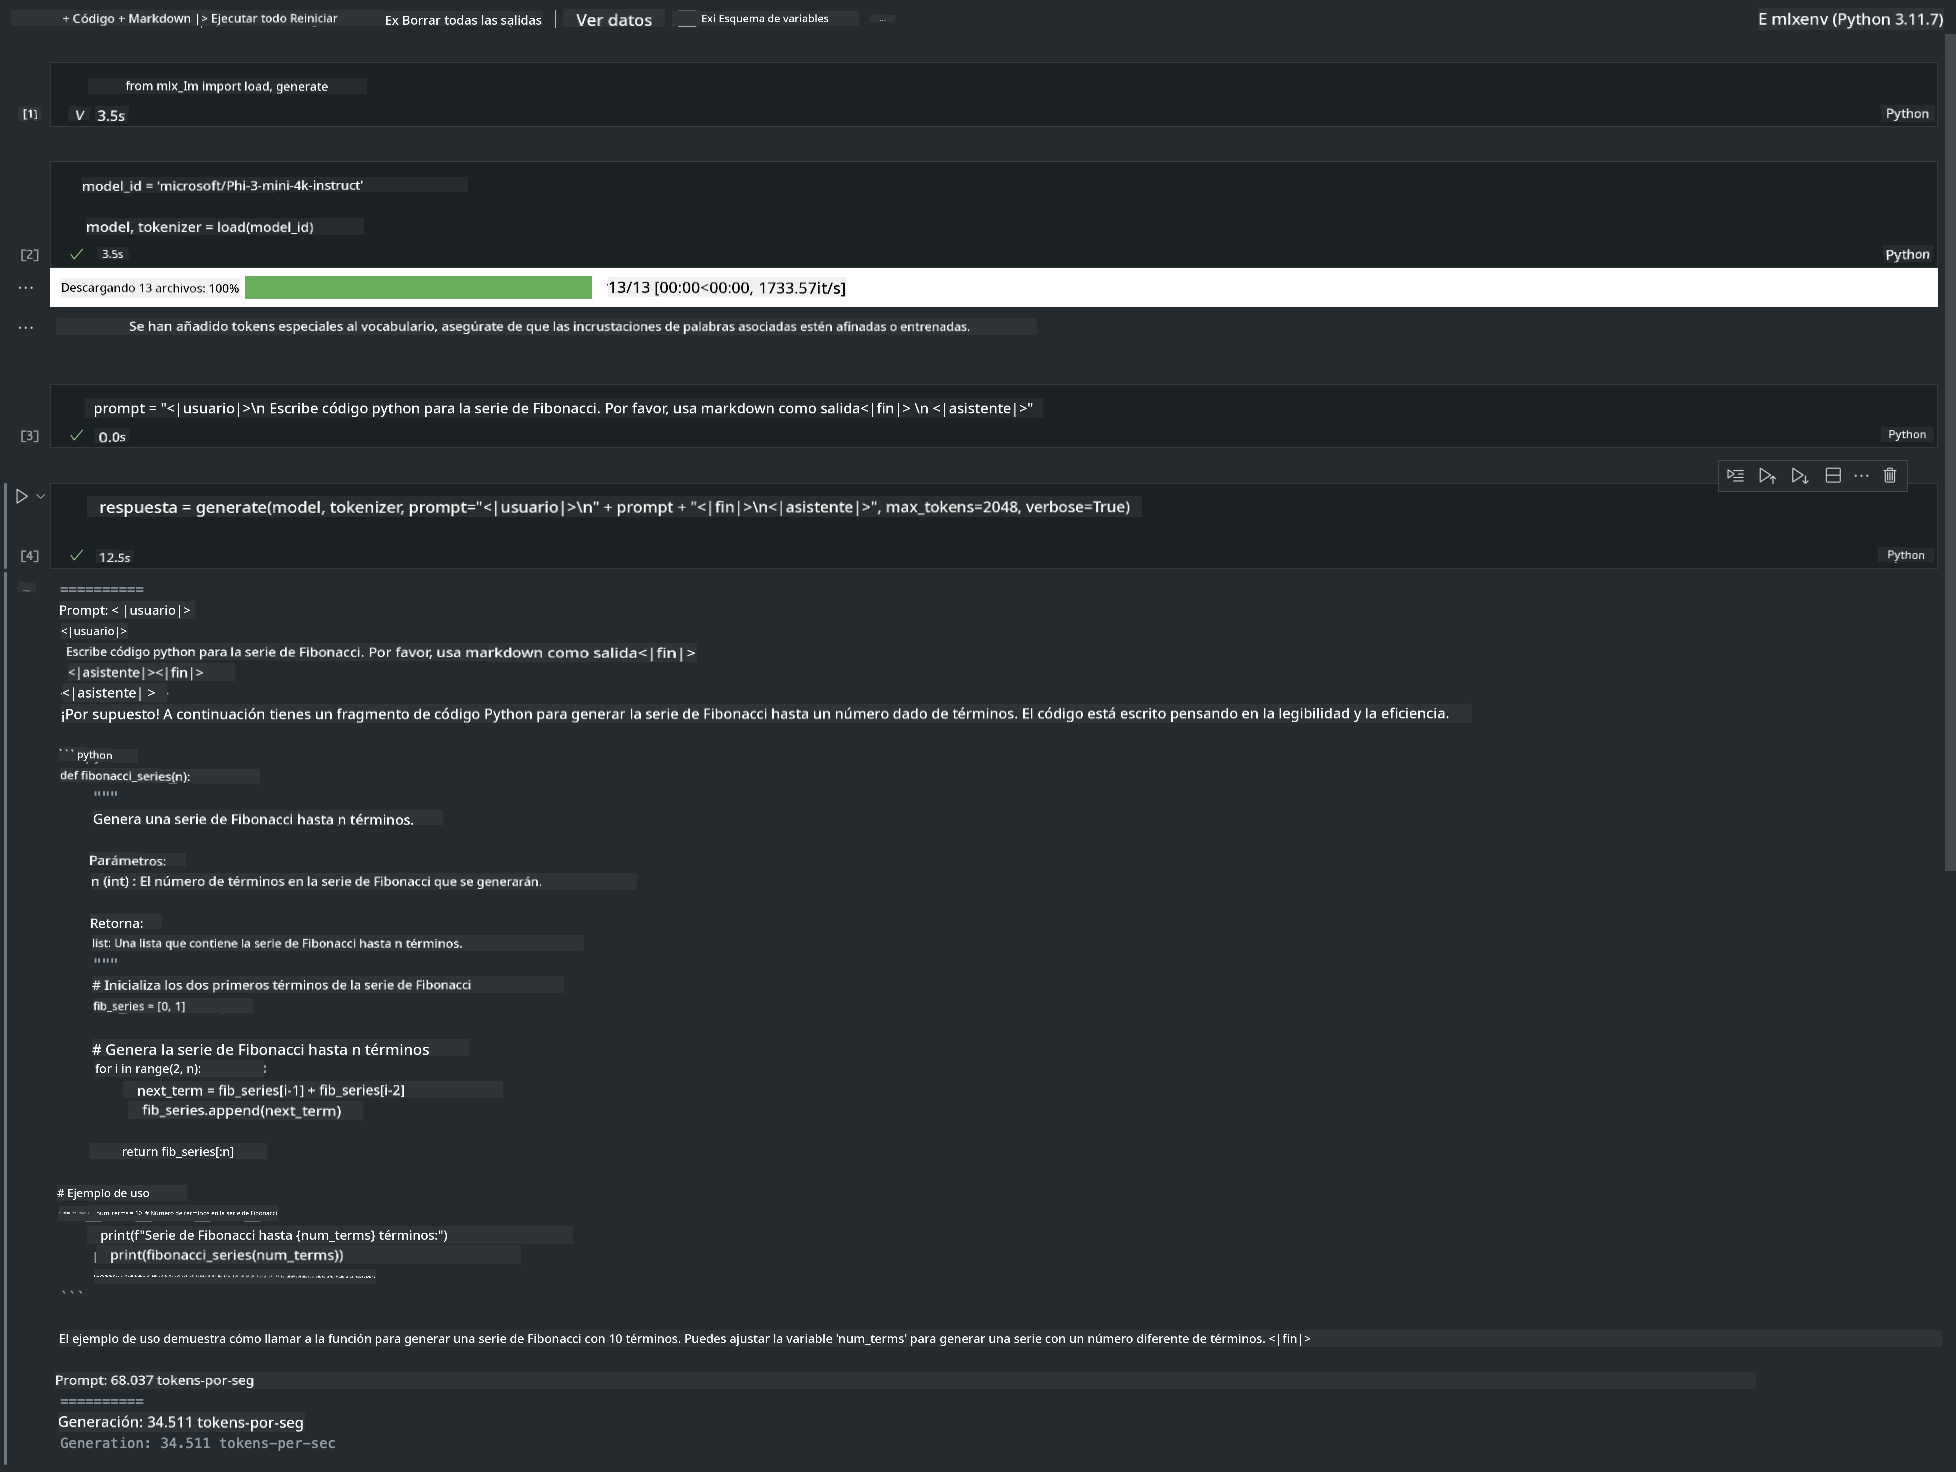 + Código + Markdown |> Ejecutar todo Reiniciar Ex Borrar todas las salidas | Ver datos Exi Esquema de variables ... E mlxenv (Python 3.11.7)
from mlx_lm import load, generate
[1] V 3.5s Python
model_id = 'microsoft/Phi-3-mini-4k-instruct'
model, tokenizer = load(model_id)
[2] ✓ 3.5s Python
... Descargando 13 archivos: 100% 13/13 [00:00<00:00, 1733.57it/s]
... Se han añadido tokens especiales al vocabulario, asegúrate de que las incrustaciones de palabras asociadas estén afinadas o entrenadas.
prompt = "<|usuario|>\n Escribe código python para la serie de Fibonacci. Por favor, usa markdown como salida<|fin|> \n <|asistente|>"
[3] ✓ 0.0s Python
respuesta = generate(model, tokenizer, prompt="<|usuario|>\n" + prompt + "<|fin|>\n<|asistente|>", max_tokens=2048, verbose=True)
[4] ✓ 12.5s Python
... ==========
Prompt: < |usuario|>
<|usuario|>
Escribe código python para la serie de Fibonacci. Por favor, usa markdown como salida<|fin|>
<|asistente|><|fin|>
<|asistente| >
¡Por supuesto! A continuación tienes un fragmento de código Python para generar la serie de Fibonacci hasta un número dado de términos. El código está escrito pensando en la legibilidad y la eficiencia.
```python
def fibonacci_series(n):
"""
Genera una serie de Fibonacci hasta n términos.
Parámetros:
n (int) : El número de términos en la serie de Fibonacci que se generarán.
Retorna:
list: Una lista que contiene la serie de Fibonacci hasta n términos.
"""
# Inicializa los dos primeros términos de la serie de Fibonacci
fib_series = [0, 1]
# Genera la serie de Fibonacci hasta n términos
for i in range(2, n): :
next_term = fib_series[i-1] + fib_series[i-2]
fib_series.append(next_term)
return fib_series[:n]
# Ejemplo de uso
num_terms = 10 # Número de términos en la serie de Fibonacci
print(f"Serie de Fibonacci hasta {num_terms} términos:")
| print(fibonacci_series(num_terms))
```
El ejemplo de uso demuestra cómo llamar a la función para generar una serie de Fibonacci con 10 términos. Puedes ajustar la variable 'num_terms' para generar una serie con un número diferente de términos. <|fin|>
Prompt: 68.037 tokens-por-seg
==========
Generación: 34.511 tokens-por-seg
Generation: 34.511 tokens-per-sec